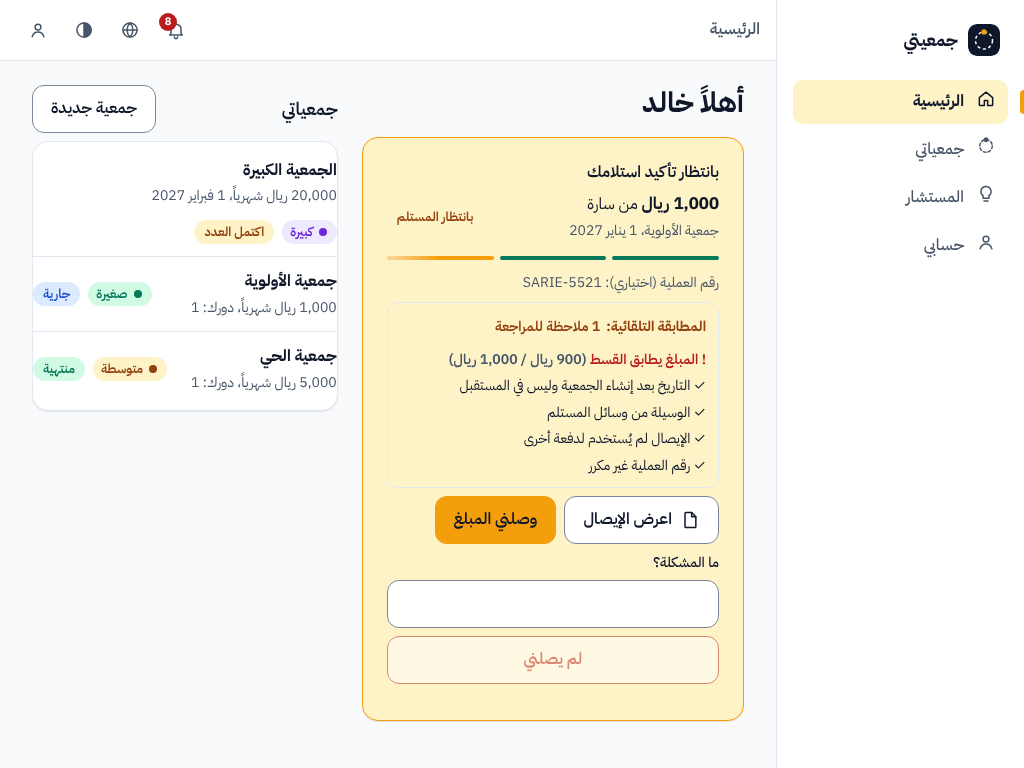 جمعيتي
الرئيسية
جمعياتي
المستشار
حسابي
الرئيسية
8
أهلاً خالد
بانتظار تأكيد استلامك
1,000 ريال من سارة
جمعية الأولوية، 1 يناير 2027
بانتظار المستلم
رقم العملية (اختياري): SARIE-5521
المطابقة التلقائية: 1 ملاحظة للمراجعة
! المبلغ يطابق القسط (900 ريال / 1,000 ريال)
✓ التاريخ بعد إنشاء الجمعية وليس في المستقبل
✓ الوسيلة من وسائل المستلم
✓ الإيصال لم يُستخدم لدفعة أخرى
✓ رقم العملية غير مكرر
اعرض الإيصال
وصلني المبلغ
ما المشكلة؟
لم يصلني
جمعياتي
جمعية جديدة
الجمعية الكبيرة
20,000 ريال شهرياً، 1 فبراير 2027
كبيرة
اكتمل العدد
جمعية الأولوية
1,000 ريال شهرياً، دورك: 1
صغيرة
جارية
جمعية الحي
5,000 ريال شهرياً، دورك: 1
متوسطة
منتهية